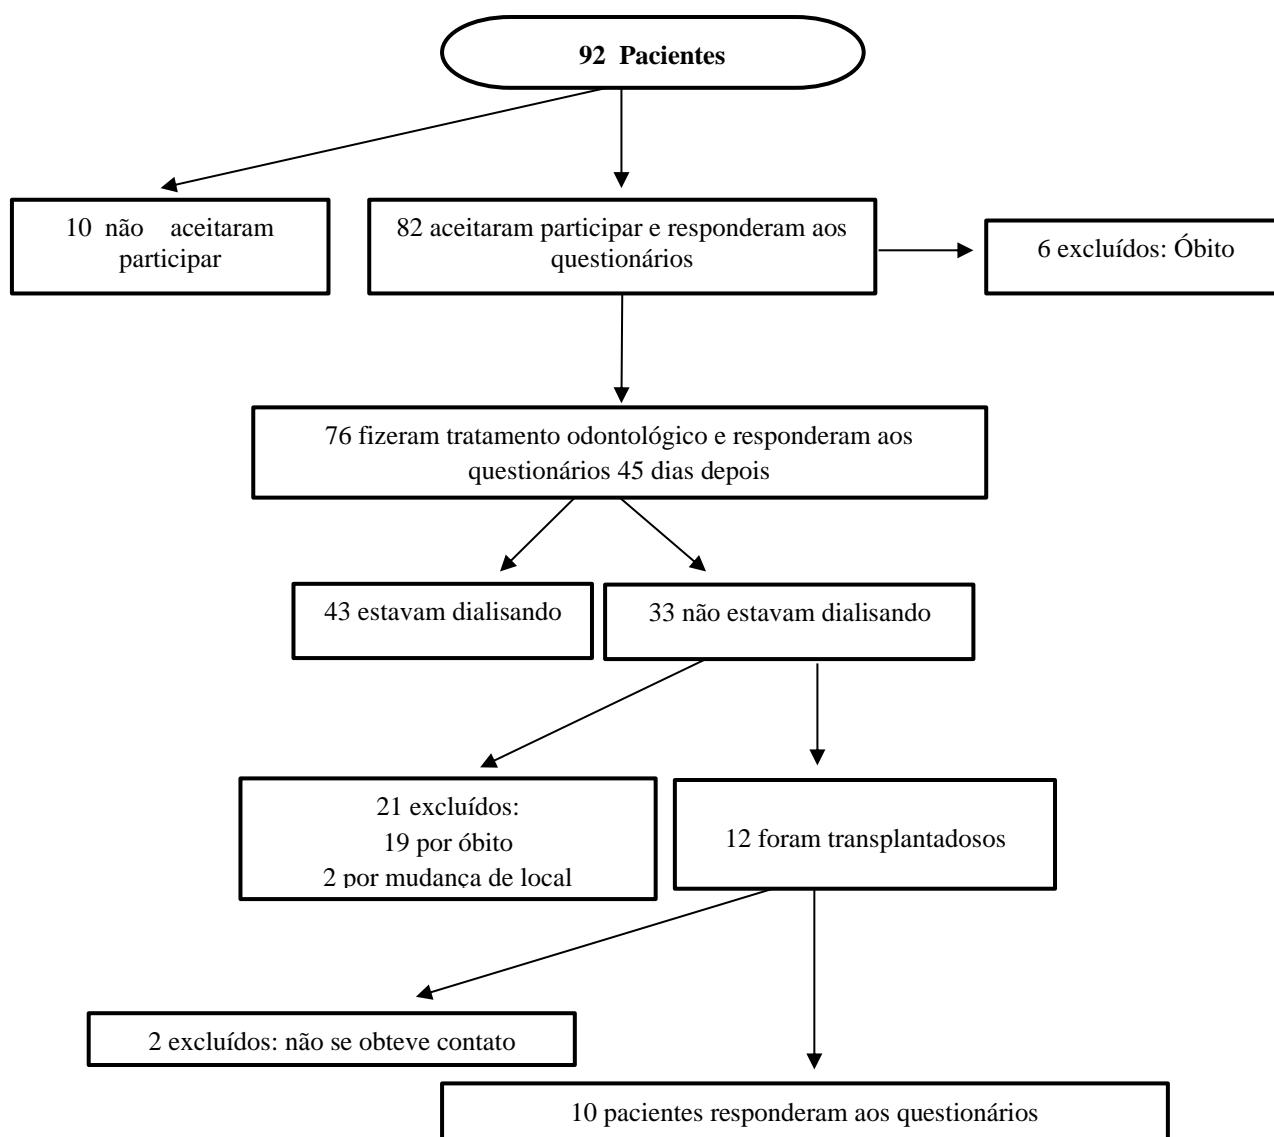 92 Pacientes
10 não aceitaram
participar
82 aceitaram participar e responderam aos
questionários
6 excluídos: Óbito
76 fizeram tratamento odontológico e responderam aos
questionários 45 dias depois
43 estavam dialisando
33 não estavam dialisando
21 excluídos:
19 por óbito
2 por mudança de local
12 foram transplantadosos
2 excluídos: não se obteve contato
10 pacientes responderam aos questionários